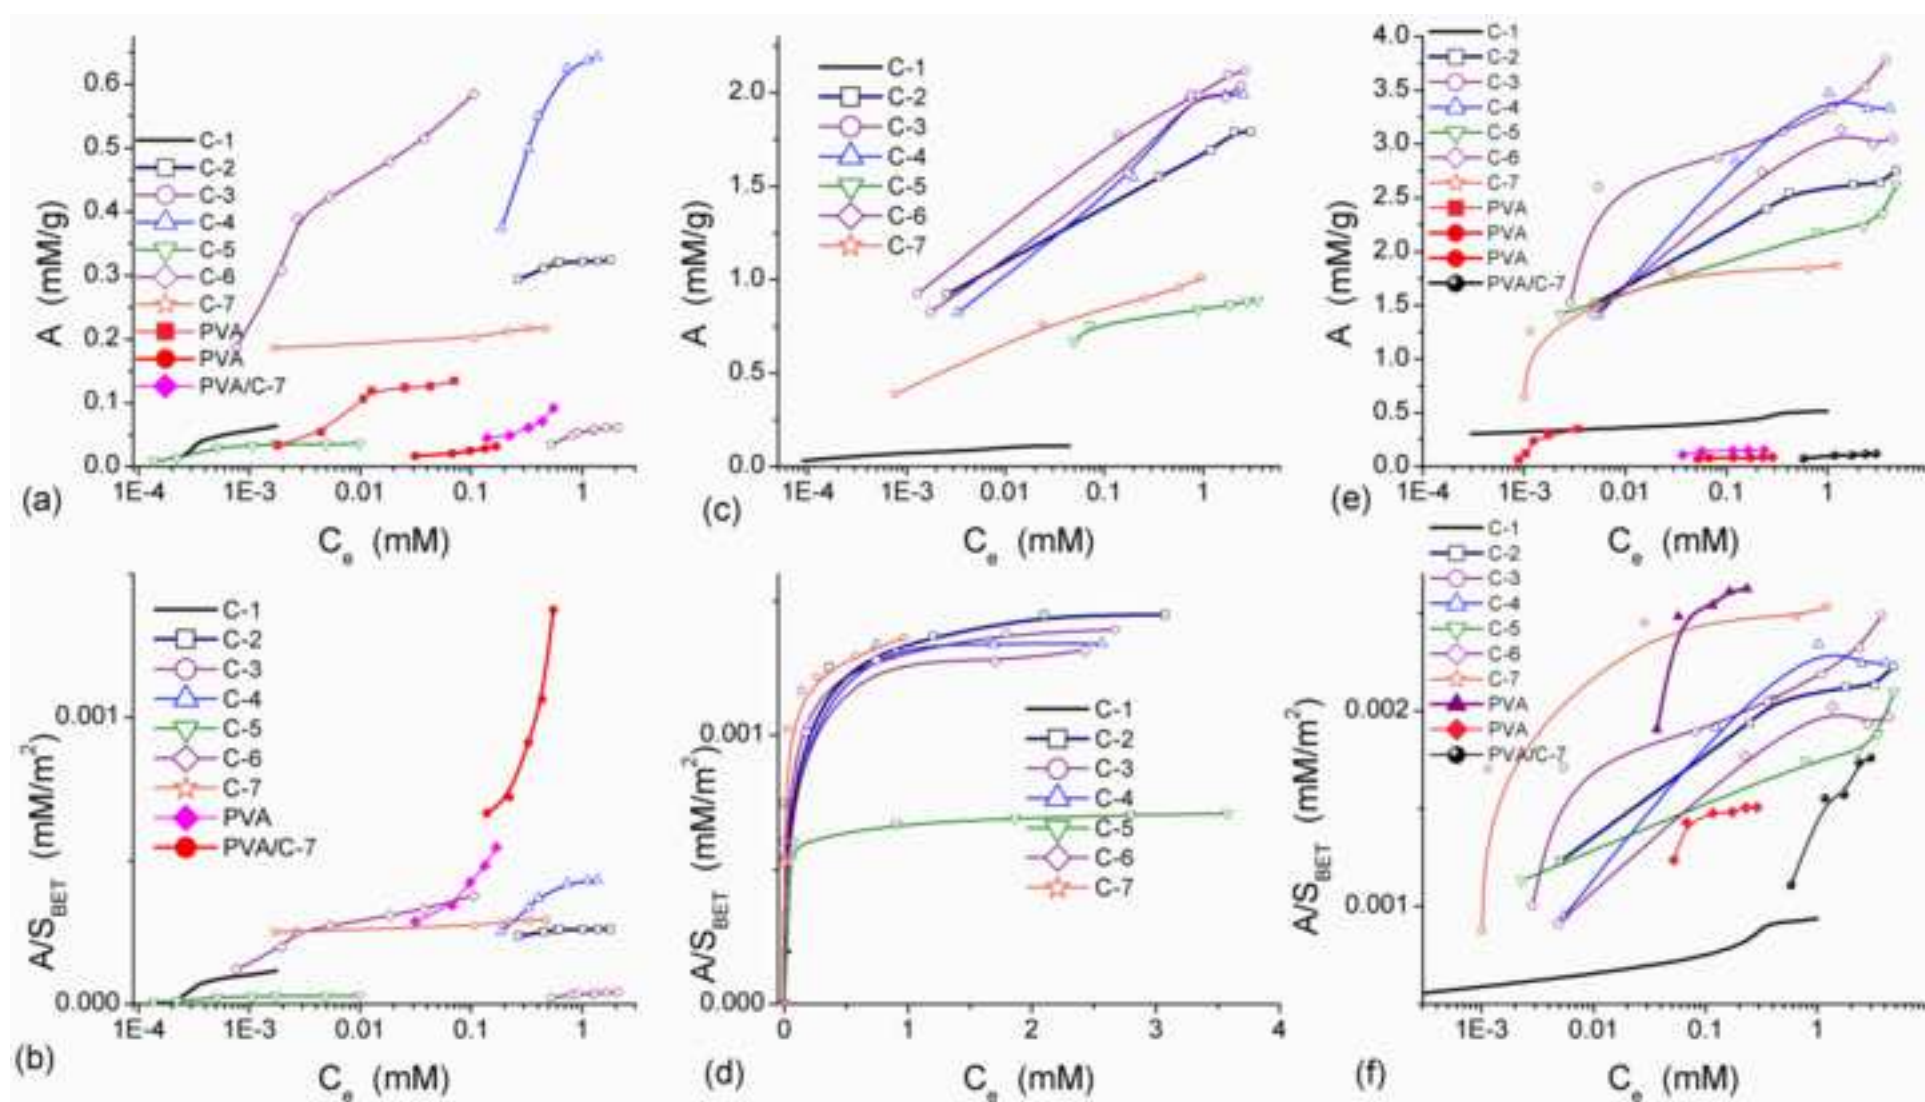 A (mM/g)
0.6
0.5
0.4
0.3
0.2
0.1
0.0
C-1
C-2
C-3
C-4
C-5
C-6
C-7
PVA
PVA
PVA/C-7
1E-4 1E-3 0.01 0.1 1
(a)
Ce (mM)
A (mM/g)
2.0
1.5
1.0
0.5
0.0
C-1
C-2
C-3
C-4
C-5
C-6
C-7
1E-4 1E-3 0.01 0.1 1
(c)
Ce (mM)
A (mM/g)
4.0
3.5
3.0
2.5
2.0
1.5
1.0
0.5
0.0
C-1
C-2
C-3
C-4
C-5
C-6
C-7
PVA
PVA
PVA
PVA/C-7
1E-4 1E-3 0.01 0.1 1
(e)
Ce (mM)
A/SBET (mM/m2)
0.001
0.000
C-1
C-2
C-3
C-4
C-5
C-6
C-7
PVA
PVA/C-7
1E-4 1E-3 0.01 0.1 1
(b)
Ce (mM)
A/SBET (mM/m2)
0.001
0.000
C-1
C-2
C-3
C-4
C-5
C-6
C-7
0 1 2 3 4
(d)
Ce (mM)
A/SBET (mM/m2)
0.002
0.001
C-1
C-2
C-3
C-4
C-5
C-6
C-7
PVA
PVA
PVA/C-7
1E-3 0.01 0.1 1
(f)
Ce (mM)